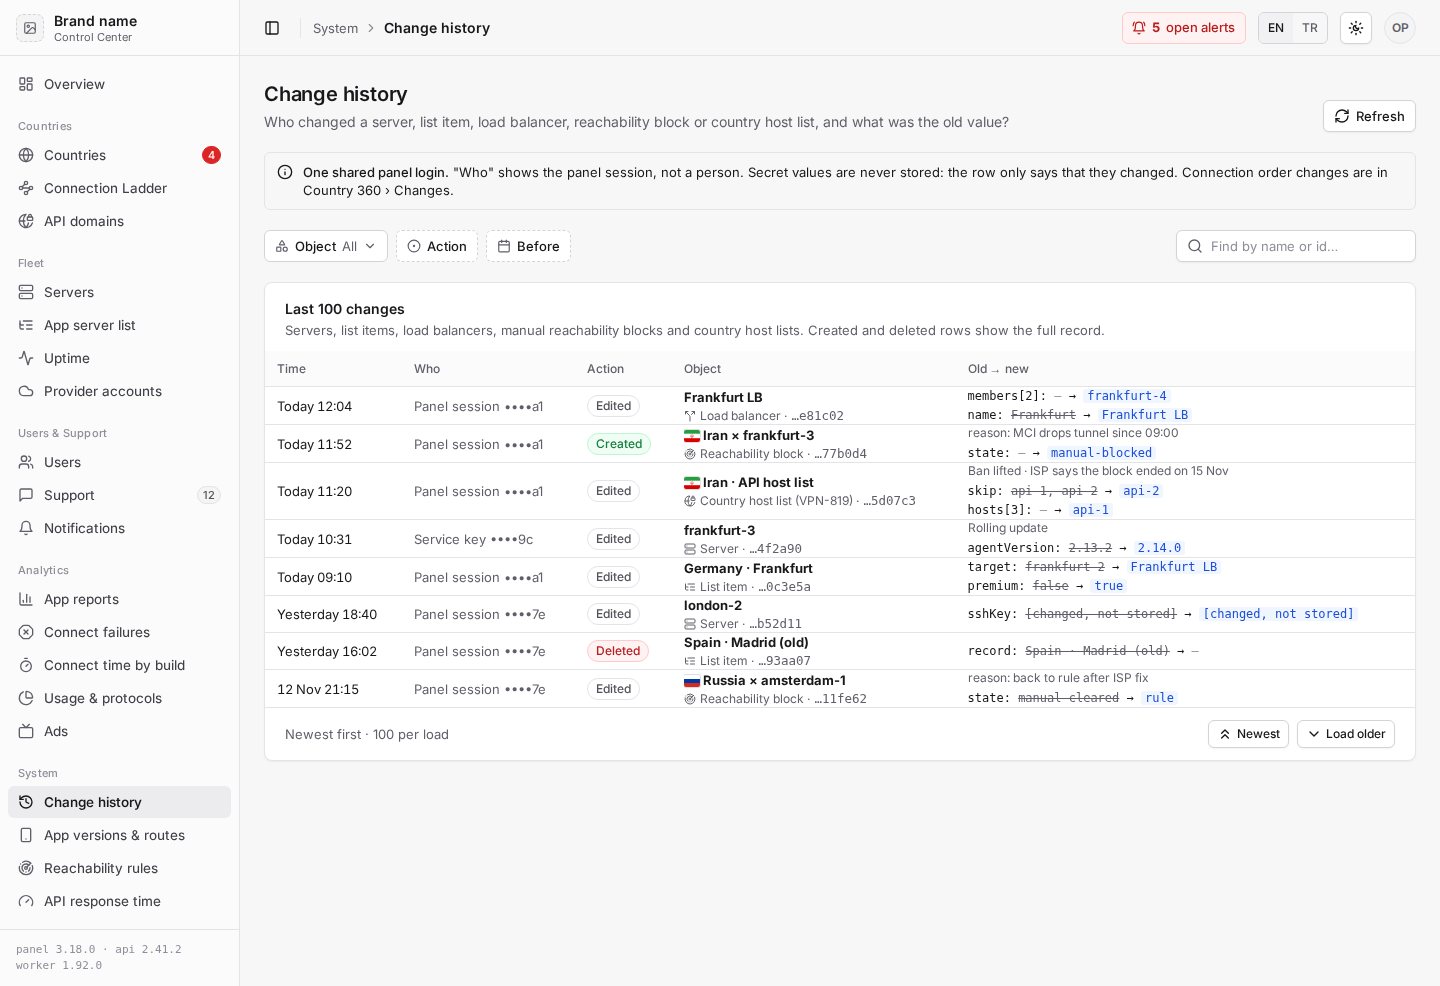 Brand name
Control Center
Overview
Countries
Countries 4
Connection Ladder
API domains
Fleet
Servers
App server list
Uptime
Provider accounts
Users & Support
Users
Support 12
Notifications
Analytics
App reports
Connect failures
Connect time by build
Usage & protocols
Ads
System
Change history
App versions & routes
Reachability rules
API response time
panel 3.18.0 · api 2.41.2
worker 1.92.0
System > Change history
5 open alerts EN TR OP
Change history
Who changed a server, list item, load balancer, reachability block or country host list, and what was the old value?
Refresh
One shared panel login. "Who" shows the panel session, not a person. Secret values are never stored: the row only says that they changed. Connection order changes are in
Country 360 › Changes.
Object All Action Before Find by name or id...
Last 100 changes
Servers, list items, load balancers, manual reachability blocks and country host lists. Created and deleted rows show the full record.
Time Who Action Object Old → new
Today 12:04 Panel session ••••a1 Edited
Frankfurt LB
Load balancer · …e81c02
members[2]: — → frankfurt-4
name: Frankfurt → Frankfurt LB
Today 11:52 Panel session ••••a1 Created
Iran × frankfurt-3
Reachability block · …77b0d4
reason: MCI drops tunnel since 09:00
state: — → manual-blocked
Today 11:20 Panel session ••••a1 Edited
Iran · API host list
Country host list (VPN-819) · …5d07c3
Ban lifted · ISP says the block ended on 15 Nov
skip: api-1, api-2 → api-2
hosts[3]: — → api-1
Today 10:31 Service key ••••9c Edited
frankfurt-3
Server · …4f2a90
Rolling update
agentVersion: 2.13.2 → 2.14.0
Today 09:10 Panel session ••••a1 Edited
Germany · Frankfurt
List item · …0c3e5a
target: frankfurt-2 → Frankfurt LB
premium: false → true
Yesterday 18:40 Panel session ••••7e Edited
london-2
Server · …b52d11
sshKey: [changed, not stored] → [changed, not stored]
Yesterday 16:02 Panel session ••••7e Deleted
Spain · Madrid (old)
List item · …93aa07
record: Spain · Madrid (old) → —
12 Nov 21:15 Panel session ••••7e Edited
Russia × amsterdam-1
Reachability block · …11fe62
reason: back to rule after ISP fix
state: manual-cleared → rule
Newest first · 100 per load
Newest Load older